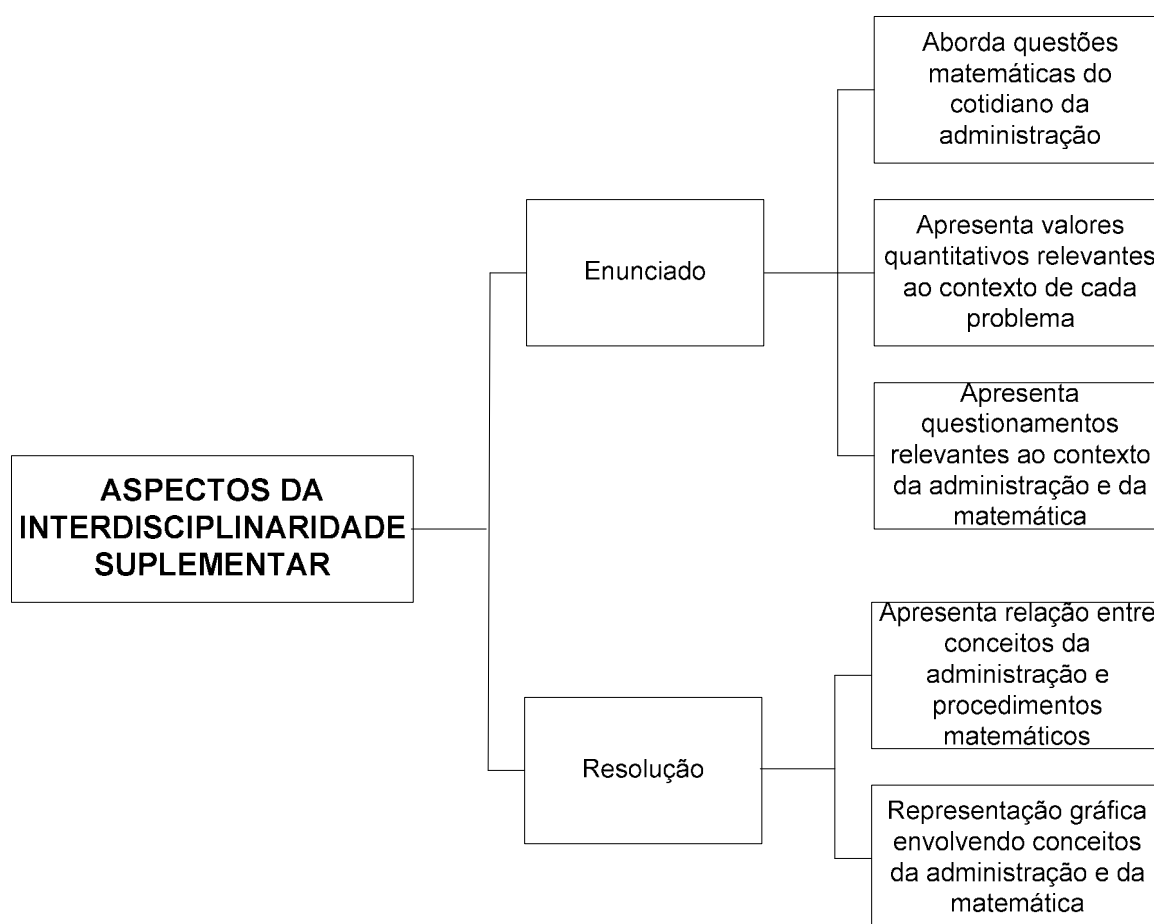 Aborda questões
matemáticas do
cotidiano da
administração
Enunciado
Apresenta valores
quantitativos relevantes
ao contexto de cada
problema
Apresenta
questionamentos
relevantes ao contexto
da administração e da
matemática
ASPECTOS DA
INTERDISCIPLINARIDADE
SUPLEMENTAR
Apresenta relação entre
conceitos da
administração e
procedimentos
matemáticos
Resolução
Representação gráfica
envolvendo conceitos
da administração e da
matemática